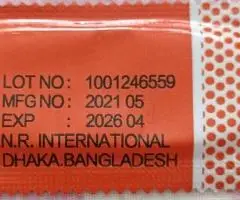 LOT NO: 1001246559
MFG NO: 2021 05
EXP : 2026 04
N.R. INTERNATIONAL
DHAKA.BANGLADESH